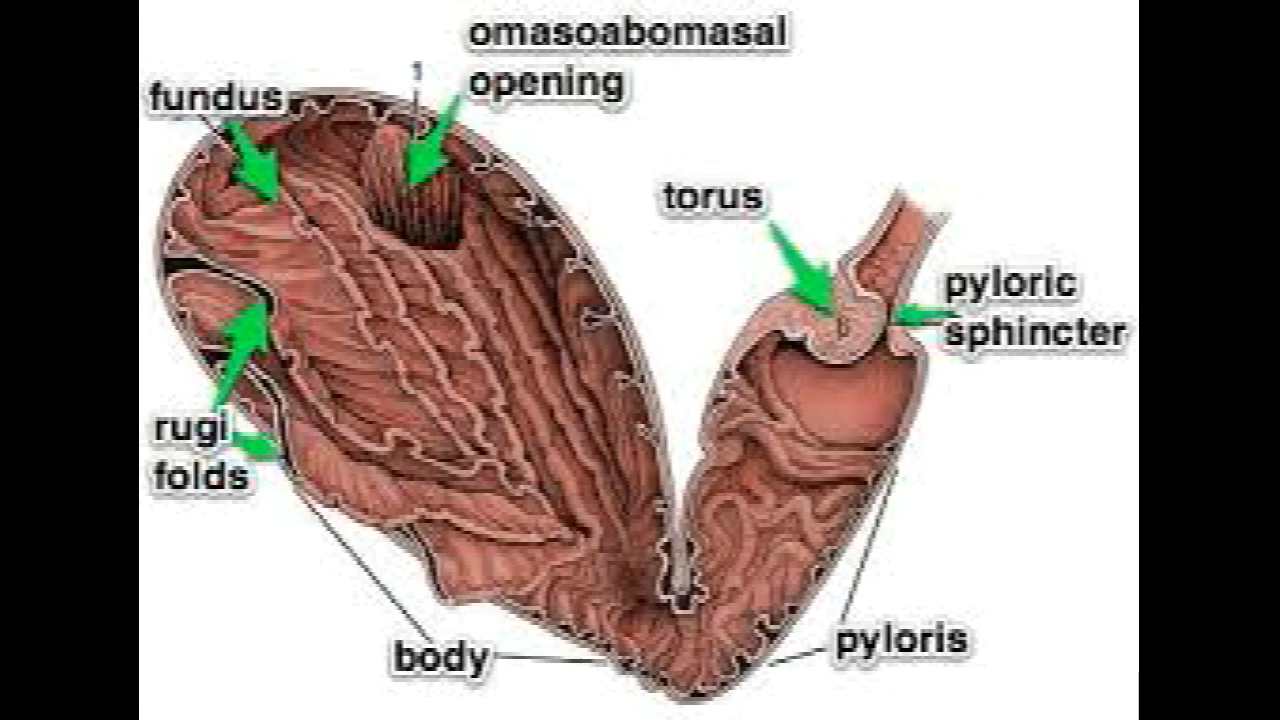 omasoabomasal
opening
1
fundus
torus
pyloric
sphincter
rugi
folds
body
pyloris